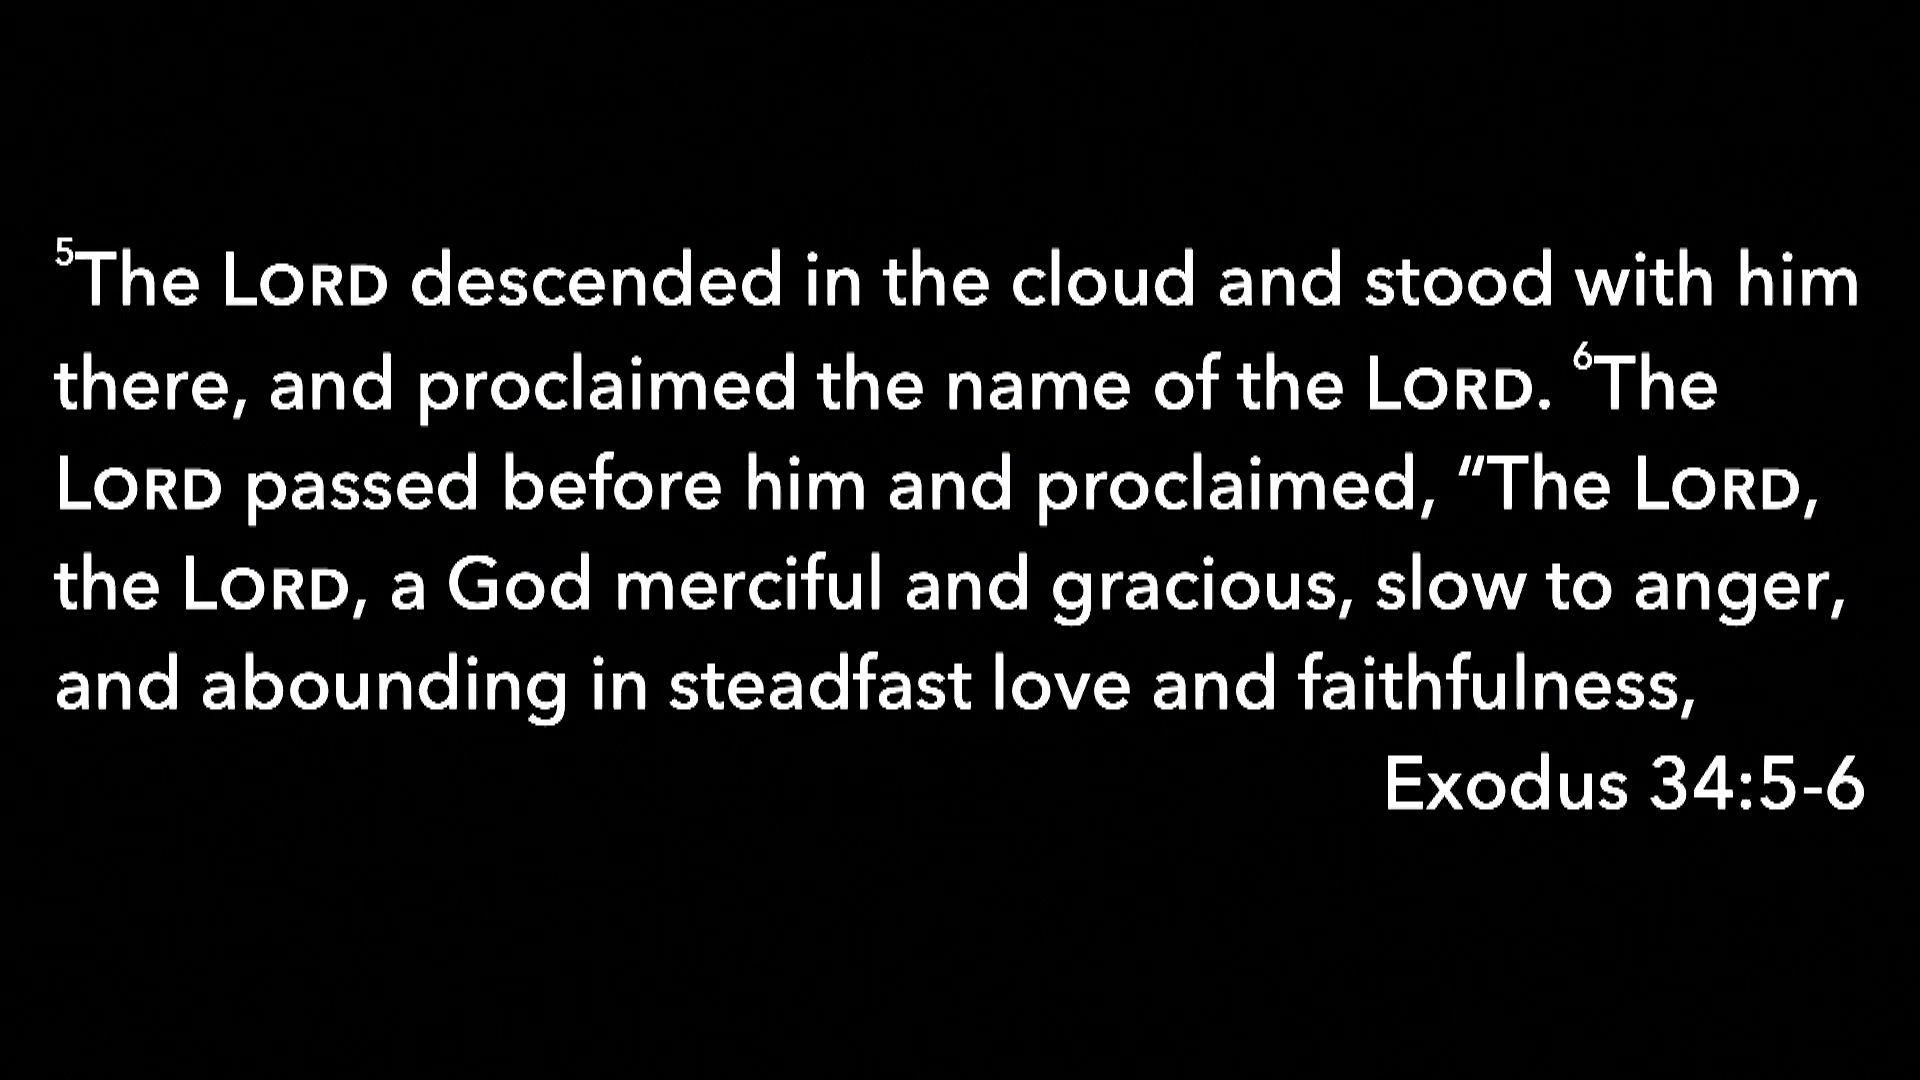 ⁵The LORD descended in the cloud and stood with him
there, and proclaimed the name of the LORD. ⁶The
LORD passed before him and proclaimed, “The LORD,
the LORD, a God merciful and gracious, slow to anger,
and abounding in steadfast love and faithfulness,
Exodus 34:5-6